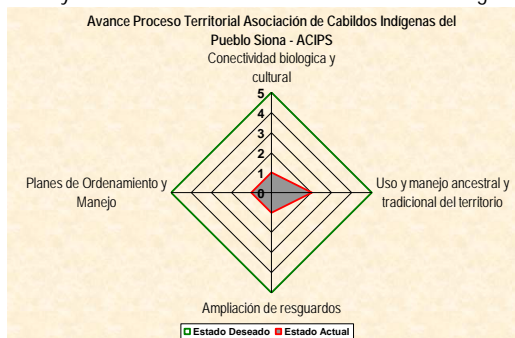 Avance Proceso Territorial Asociación de Cabildos Indígenas del
Pueblo Siona - ACIPS
Conectividad biologica y
cultural
5
4
3
2
1
0
Planes de Ordenamiento y
Manejo
Uso y manejo ancestral y
tradicional del territorio
Ampliación de resguardos
Estado Deseado Estado Actual